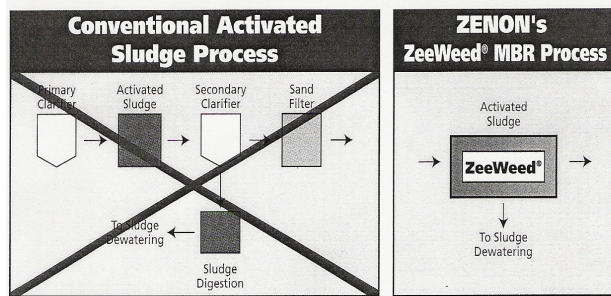 Conventional Activated
Sludge Process
Primary
Clarifier
Activated
Sludge
Secondary
Clarifier
Sand
Filter
To Sludge
Dewatering
Sludge
Digestion
ZENON's
ZeeWeed® MBR Process
Activated
Sludge
ZeeWeed®
To Sludge
Dewatering